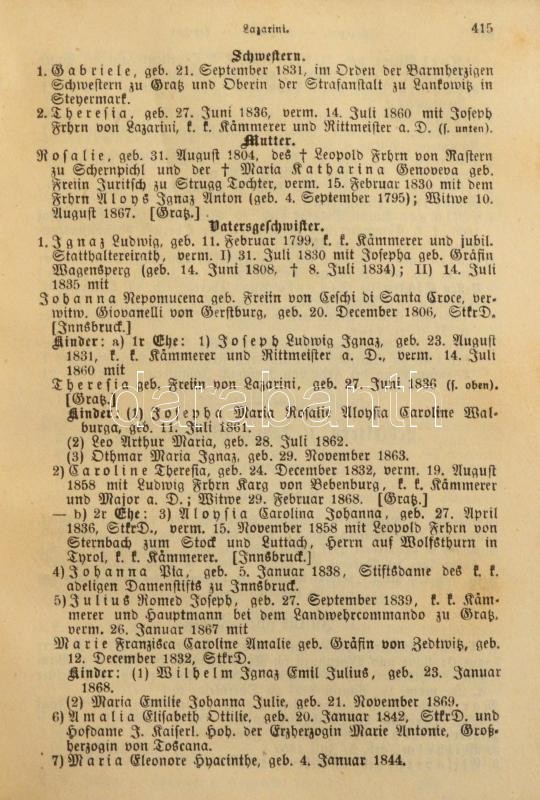 Lazarini. 415
Schwestern.
1. Gabriele, geb. 21. September 1831, im Orden der Barmherzigen
Schwestern zu Gratz und Oberin der Strafanstalt zu Lankowitz in
Steyermark.
2. Theresia, geb. 27. Juni 1836, verm. 14. Juli 1860 mit Joseph
Frhrn von Lazarini, k. k. Kämmerer und Rittmeister a. D. (s. unten).
Mutter.
Rosalie, geb. 31. August 1804, des † Leopold Frhrn von Rastern
zu Schernpichl und der † Maria Katharina Genoveva geb.
Freiin Juritsch zu Strugg Tochter, verm. 15. Februar 1830 mit dem
Frhrn Aloys Ignaz Anton (geb. 4. September 1795); Witwe 10.
August 1867. [Gratz.]
Vatersgeschwister.
1. Ignaz Ludwig, geb. 11. Februar 1799, k. k. Kämmerer und jubil.
Statthaltereirath, verm. I) 31. Juli 1830 mit Josepha geb. Gräfin
Wagensperg (geb. 14. Juni 1808, † 8. Juli 1834); II) 14. Juli
1835 mit
Johanna Nepomucena geb. Freiin von Ceschi di Santa Croce, ver-
witw. Giovanelli von Gerstburg, geb. 20. December 1806, StkrD.
[Innsbruck.]
Kinder: a) 1r Ehe: 1) Joseph Ludwig Ignaz, geb. 23. August
1831, k. k. Kämmerer und Rittmeister a. D., verm. 14. Juli
1860 mit
Theresia geb. Freiin von Lazarini, geb. 27. Juni 1836 (s. oben).
[Gratz.]
darabanth
Kinder: (1) Josepha Maria Rosalie Aloysia Caroline Wal-
burga, geb. 11. Juli 1861.
(2) Leo Arthur Maria, geb. 28. Juli 1862.
(3) Othmar Maria Ignaz, geb. 29. November 1863.
2) Caroline Theresia, geb. 24. December 1832, verm. 19. August
1858 mit Ludwig Frhrn Karg von Bebenburg, k. k. Kämmerer
und Major a. D.; Witwe 29. Februar 1868. [Gratz.]
— b) 2r Ehe: 3) Aloysia Carolina Johanna, geb. 27. April
1836, StkrD., verm. 15. November 1858 mit Leopold Frhrn von
Sternbach zum Stock und Luttach, Herrn auf Wolfsthurn in
Tyrol, k. k. Kämmerer. [Innsbruck.]
4) Johanna Pia, geb. 5. Januar 1838, Stiftsdame des k. k.
adeligen Damenstifts zu Innsbruck.
5) Julius Romed Joseph, geb. 27. September 1839, k. k. Käm-
merer und Hauptmann bei dem Landwehrcommando zu Gratz,
verm. 26. Januar 1867 mit
Marie Franzisca Caroline Amalie geb. Gräfin von Zedtwitz, geb.
12. December 1832, StkrD.
Kinder: (1) Wilhelm Ignaz Emil Julius, geb. 23. Januar
1868.
(2) Maria Emilie Johanna Julie, geb. 21. November 1869.
6) Amalia Elisabeth Ottilie, geb. 20. Januar 1842, StkrD. und
Hofdame J. Kaiserl. Hoh. der Erzherzogin Marie Antonie, Groß-
herzogin von Toscana.
7) Maria Eleonore Hyacinthe, geb. 4. Januar 1844.